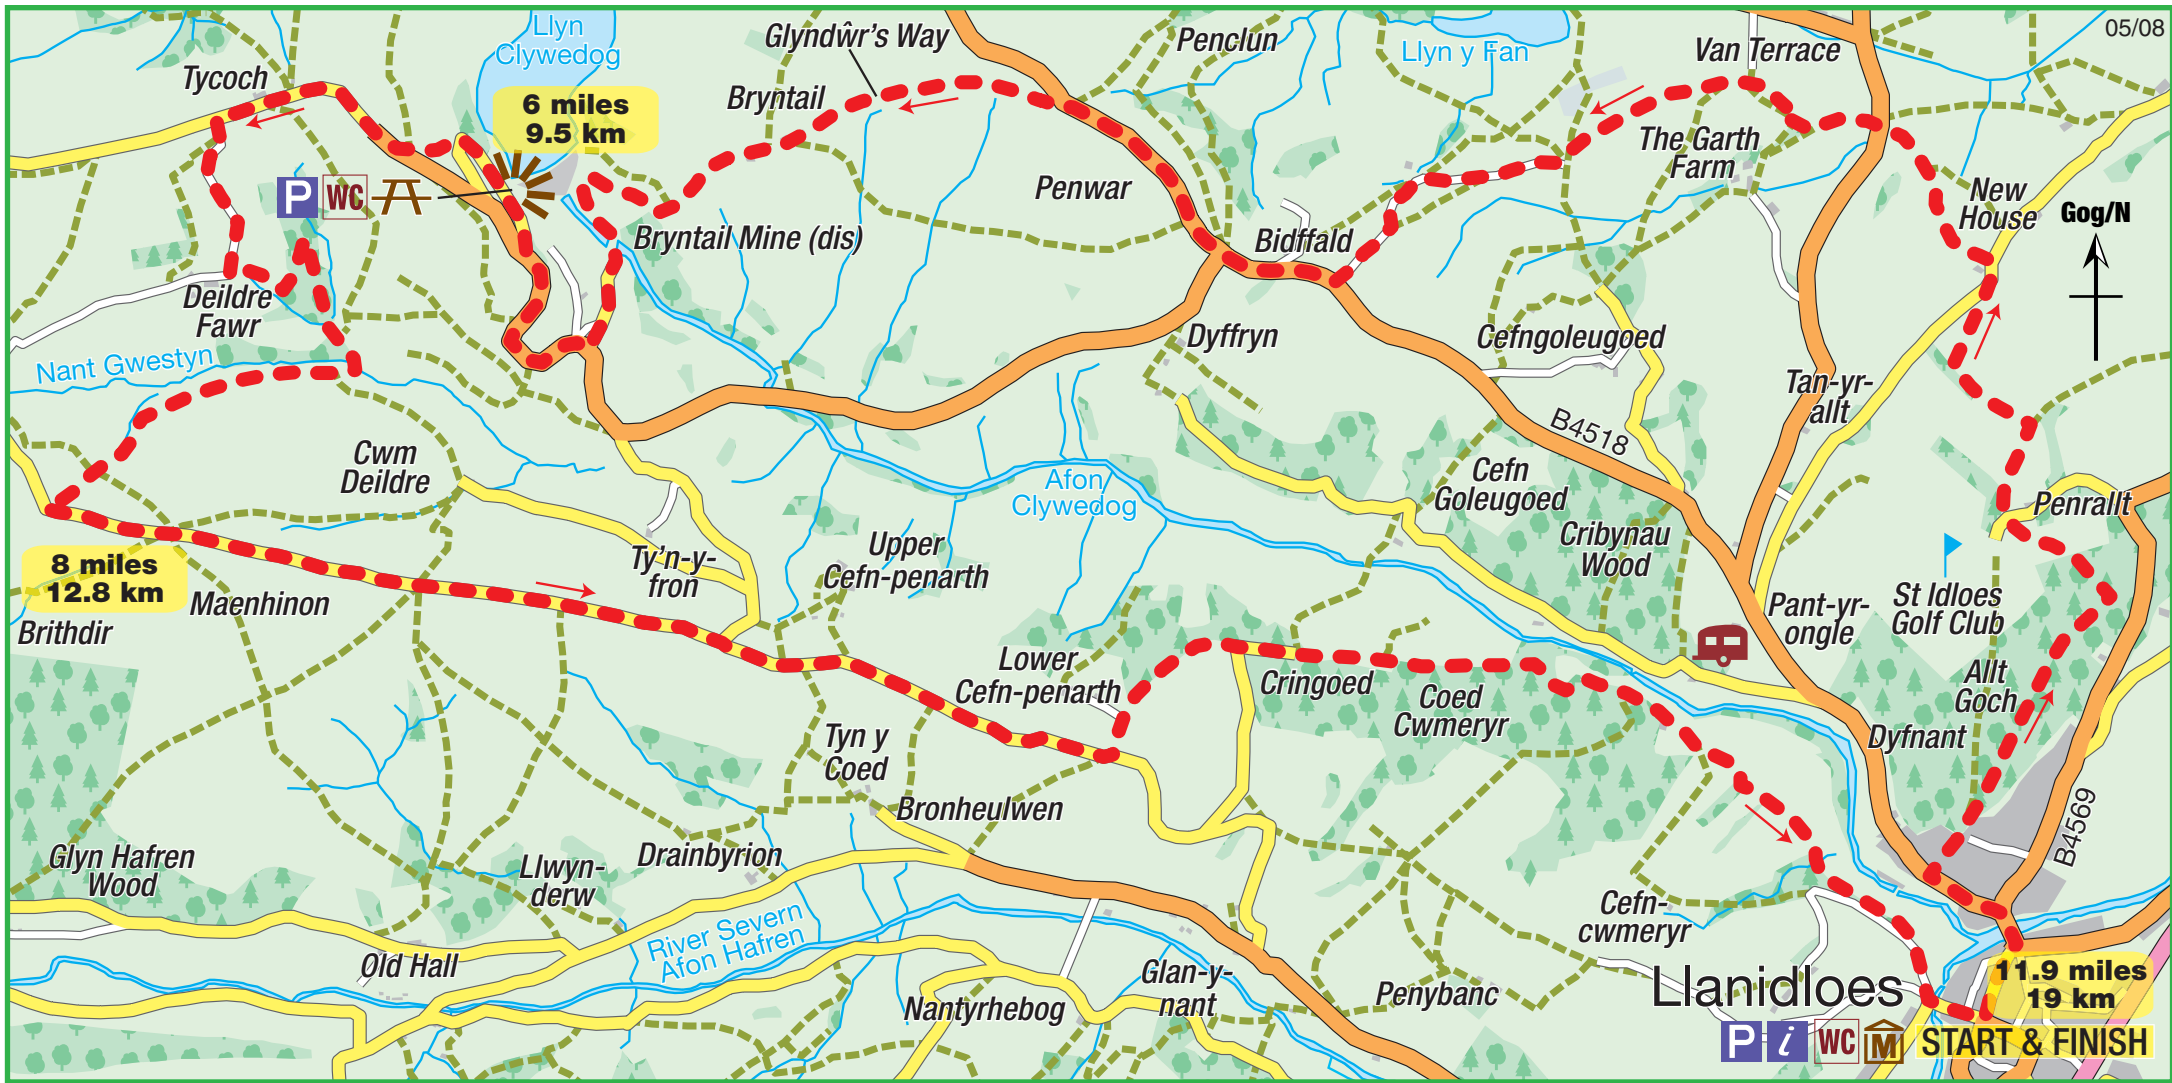 Llyn
Clywedog
Glyndŵr's Way
Penclun
Llyn y Fan
Van Terrace
05/08
Tycoch
6 miles
9.5 km
Bryntail
The Garth
Farm
P
WC
Penwar
New
House
Gog/N
Bryntail Mine (dis)
Bidffald
Deildre
Fawr
Dyffryn
Cefngoleugoed
Nant Gwestyn
Tan-yr-
allt
B4518
Cwm
Deildre
Afon
Clywedog
Cefn
Goleugoed
Penrallt
Cribynau
Wood
8 miles
12.8 km
Maenhinon
Brithdir
Ty'n-y-
fron
Upper
Cefn-penarth
Pant-yr-
ongle
St Idloes
Golf Club
Lower
Cefn-penarth
Cringoed
Coed
Cwmeryr
Allt
Goch
Dyfnant
Tyn y
Coed
Bronheulwen
B4569
Glyn Hafren
Wood
Llwyn-
derw
Drainbyrion
Cefn-
cwmeryr
River Severn
Afon Hafren
Old Hall
Nantyrhebog
Glan-y-
nant
Penybanc
Llanidloes
11.9 miles
19 km
P
i
WC
M
START & FINISH